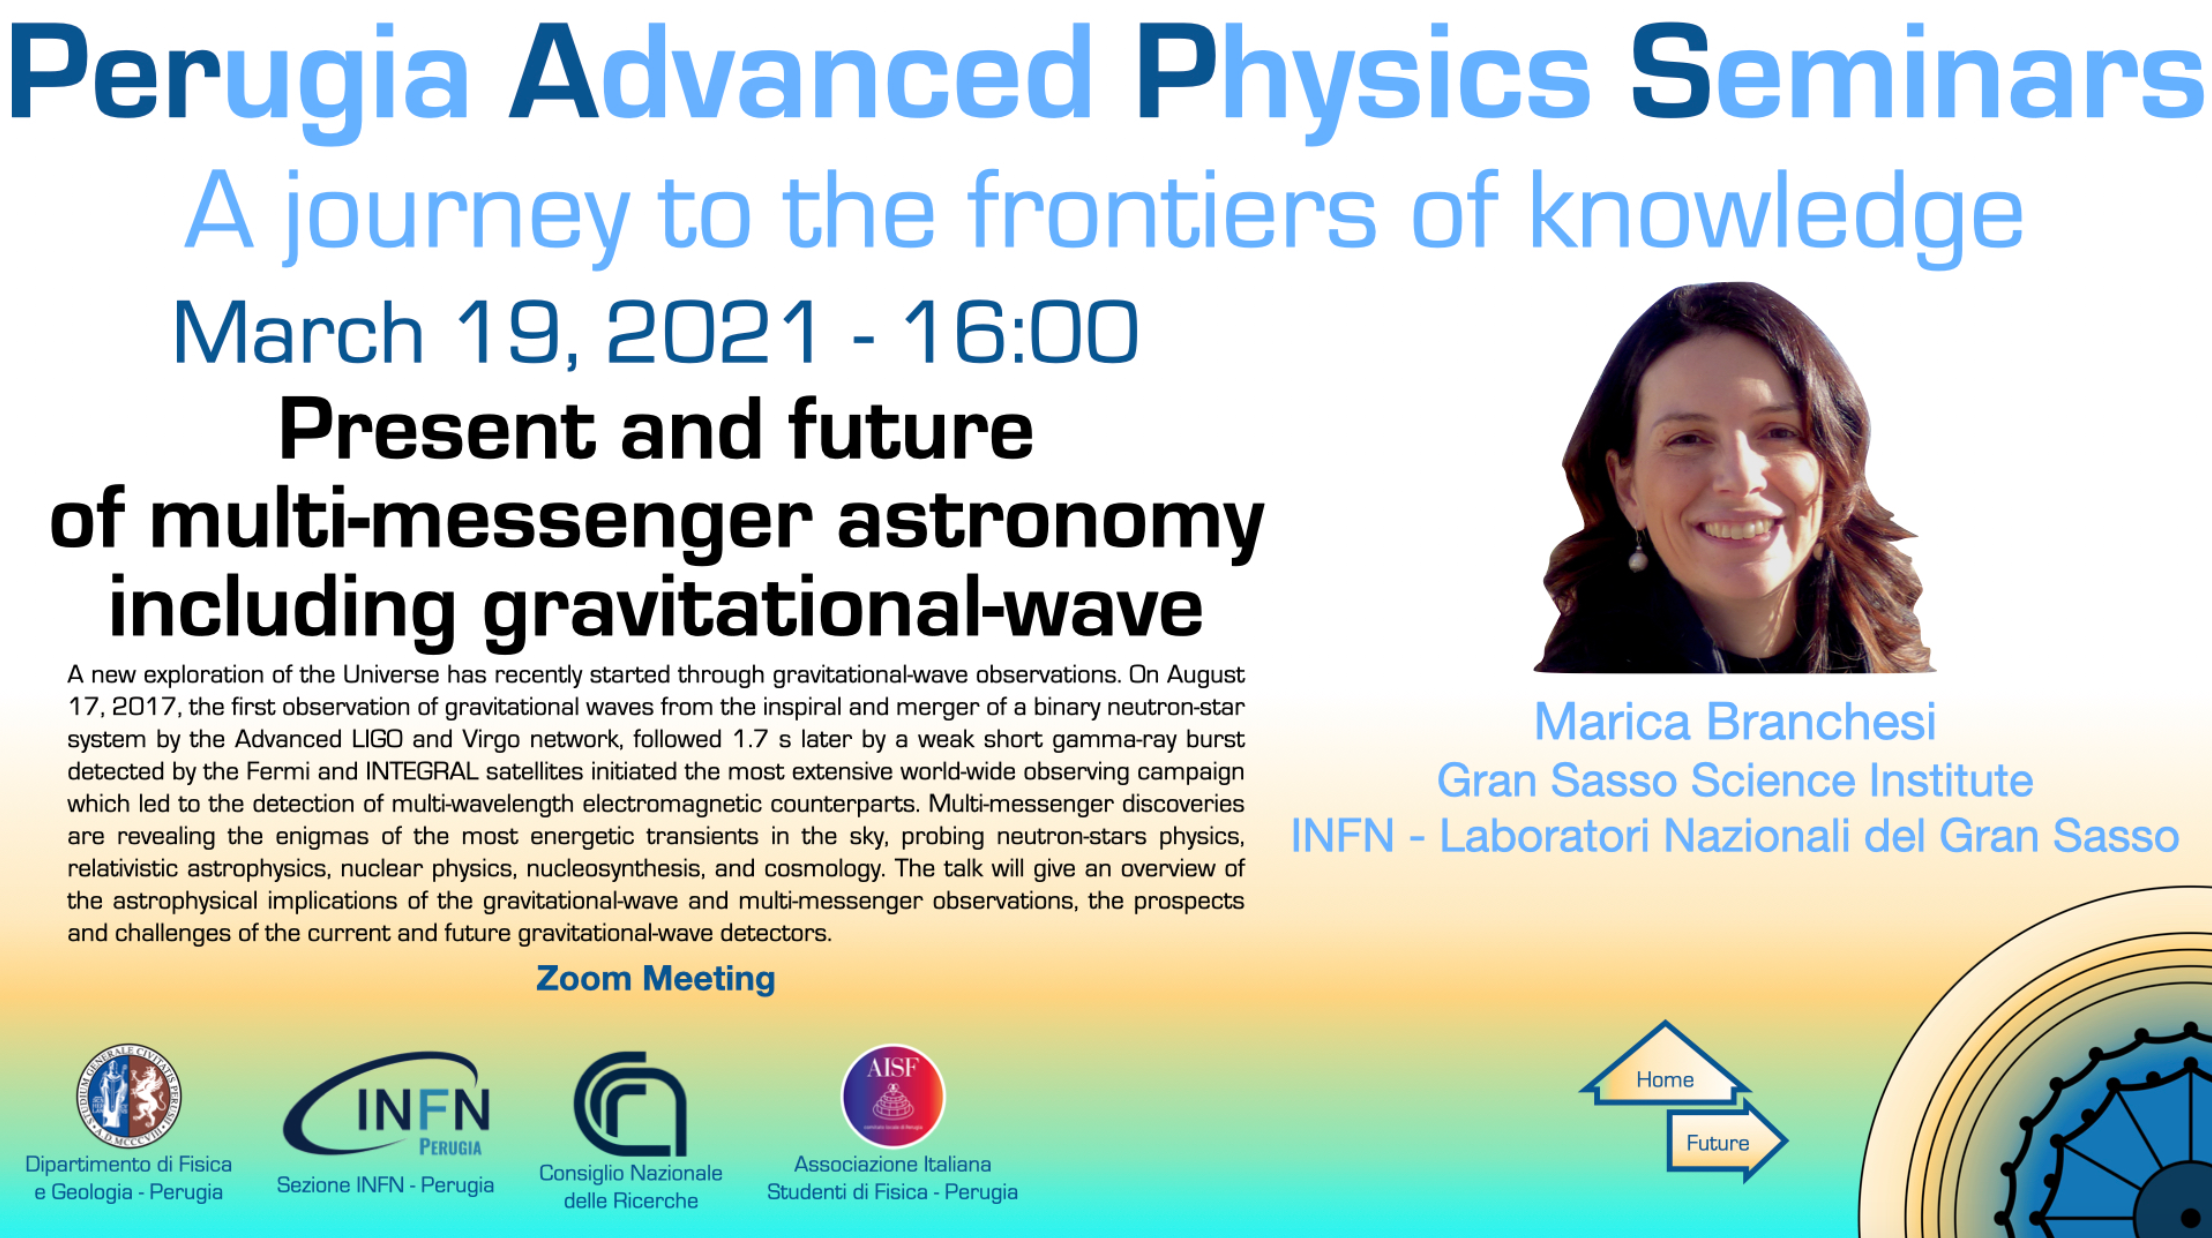 Perugia Advanced Physics Seminars
A journey to the frontiers of knowledge
March 19, 2021 - 16:00
Present and future
of multi-messenger astronomy
including gravitational-wave
A new exploration of the Universe has recently started through gravitational-wave observations. On August
17, 2017, the first observation of gravitational waves from the inspiral and merger of a binary neutron-star
system by the Advanced LIGO and Virgo network, followed 1.7 s later by a weak short gamma-ray burst
detected by the Fermi and INTEGRAL satellites initiated the most extensive world-wide observing campaign
which led to the detection of multi-wavelength electromagnetic counterparts. Multi-messenger discoveries
are revealing the enigmas of the most energetic transients in the sky, probing neutron-stars physics,
relativistic astrophysics, nuclear physics, nucleosynthesis, and cosmology. The talk will give an overview of
the astrophysical implications of the gravitational-wave and multi-messenger observations, the prospects
and challenges of the current and future gravitational-wave detectors.
Zoom Meeting
Marica Branchesi
Gran Sasso Science Institute
INFN - Laboratori Nazionali del Gran Sasso
STUDIUM GENERALE CIVITATIS PERUSII
A.D MCCCVIII
Dipartimento di Fisica
e Geologia - Perugia
INFN
PERUGIA
Sezione INFN - Perugia
Consiglio Nazionale
delle Ricerche
AISF
comitato locale di Perugia
Associazione Italiana
Studenti di Fisica - Perugia
Home
Future